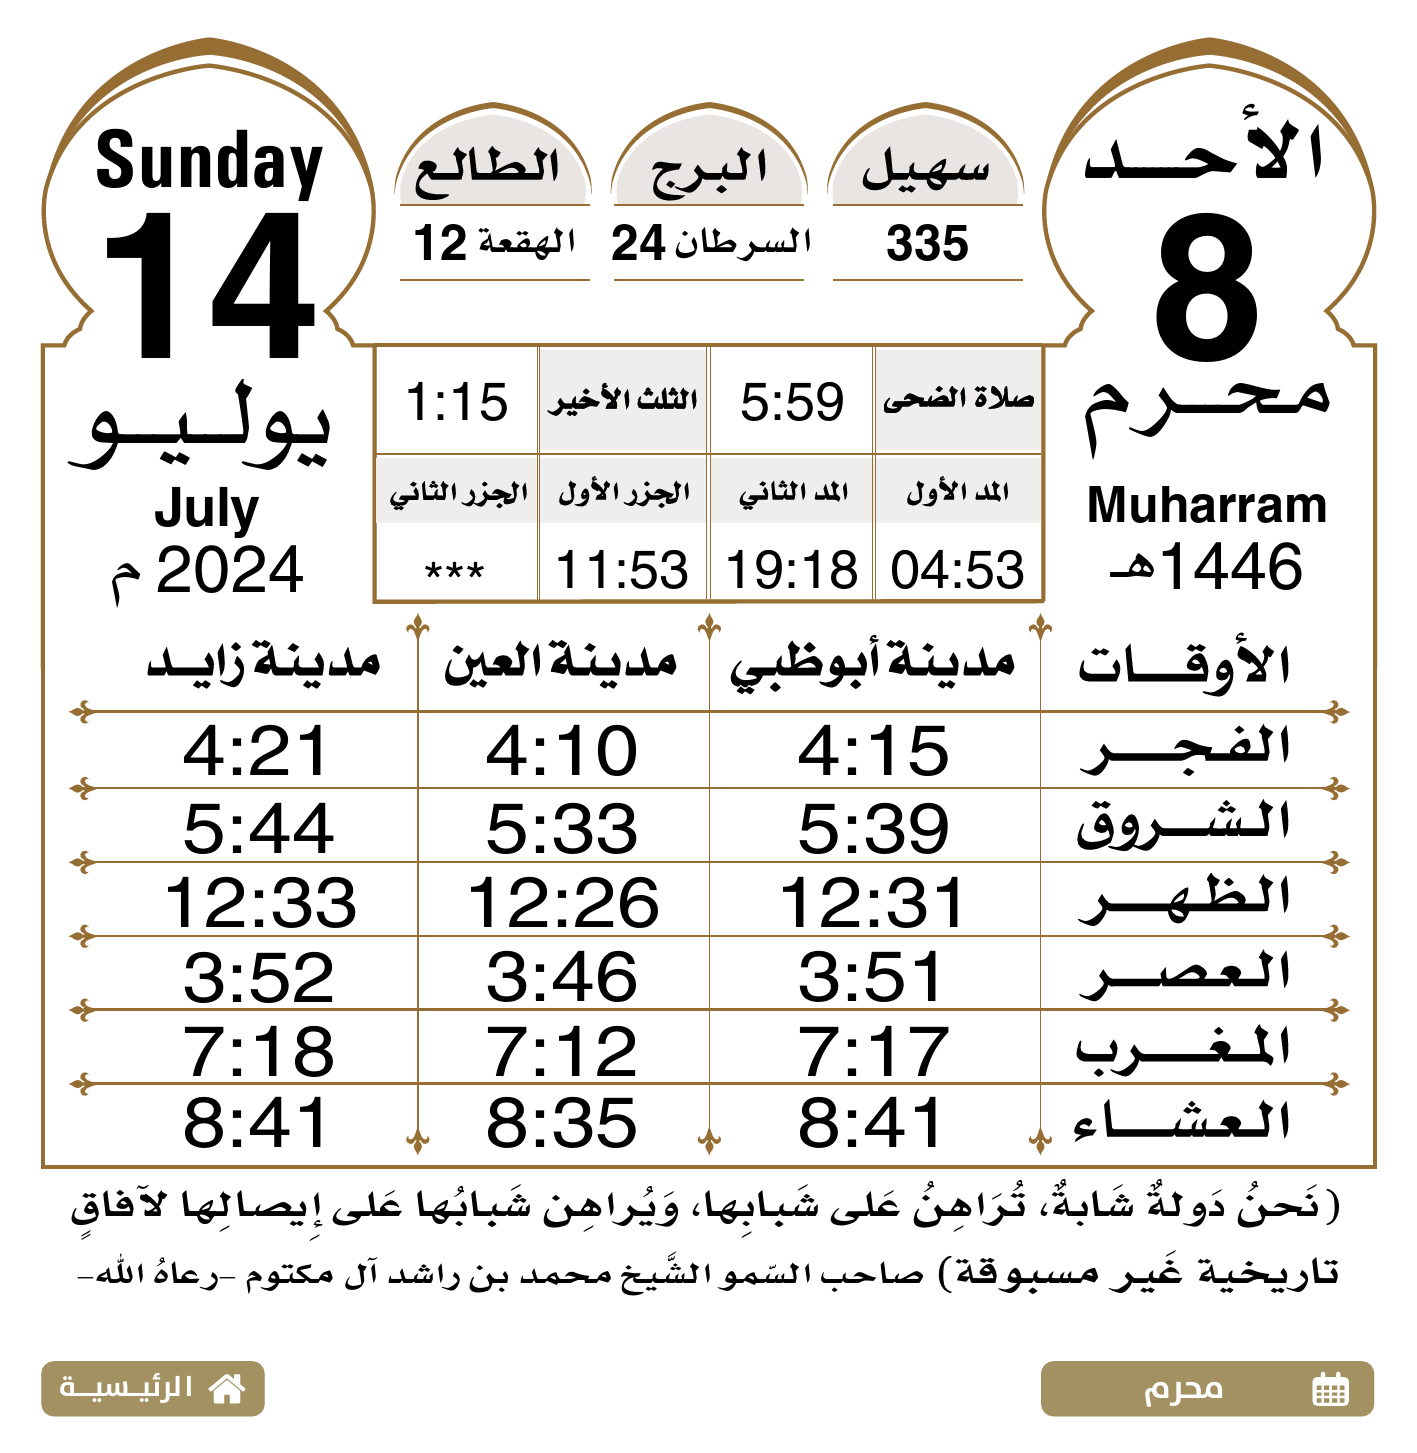 الأحد
8
محرم
Muharram
1446هـ
سهيل
335
البرج
السرطان 24
الطالع
الهقعة 12
Sunday
14
يوليو
July
2024 م
صلاة الضحى 5:59 الثلث الأخير 1:15
المد الأول المد الثاني الجزر الأول الجزر الثاني
04:53 19:18 11:53 ***
الأوقات مدينة أبوظبي مدينة العين مدينة زايد
الفجر 4:15 4:10 4:21
الشروق 5:39 5:33 5:44
الظهر 12:31 12:26 12:33
العصر 3:51 3:46 3:52
المغرب 7:17 7:12 7:18
العشاء 8:41 8:35 8:41
(نَحنُ دَولةٌ شَابةٌ، تُرَاهِنُ عَلى شَبابِها، وَيُراهِن شَبابُها عَلى إِيصالِها لآفاقٍ
تاريخية غَير مسبوقة) صاحب السّمو الشَّيخ محمد بن راشد آل مكتوم -رعاهُ الله-
محرم
الرئيسية